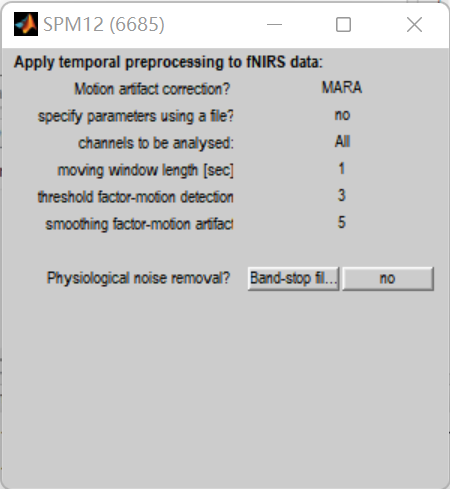 SPM12 (6685)
Apply temporal preprocessing to fNIRS data:
Motion artifact correction? MARA
specify parameters using a file? no
channels to be analysed: All
moving window length [sec] 1
threshold factor-motion detection 3
smoothing factor-motion artifact 5
Physiological noise removal? Band-stop fil... no